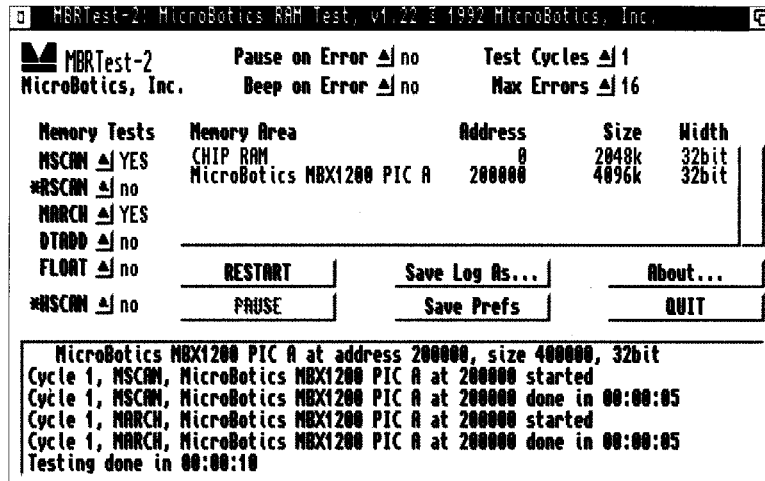 MBRTest-2: MicroBotics RAM Test, v1.22 © 1992 MicroBotics, Inc.
MBRTest-2
MicroBotics, Inc.
Pause on Error no
Test Cycles 1
Beep on Error no
Max Errors 16
Memory Tests
MSCAN YES
*RSCAN no
MARCH YES
DTADD no
FLOAT no
*WSCAN no
Memory Area Address Size Width
CHIP RAM 0 2048k 32bit
MicroBotics MBX1200 PIC A 200000 4096k 32bit
RESTART Save Log As... About...
PAUSE Save Prefs QUIT
MicroBotics MBX1200 PIC A at address 200000, size 400000, 32bit
Cycle 1, MSCAN, MicroBotics MBX1200 PIC A at 200000 started
Cycle 1, MSCAN, MicroBotics MBX1200 PIC A at 200000 done in 00:00:05
Cycle 1, MARCH, MicroBotics MBX1200 PIC A at 200000 started
Cycle 1, MARCH, MicroBotics MBX1200 PIC A at 200000 done in 00:00:05
Testing done in 00:00:10